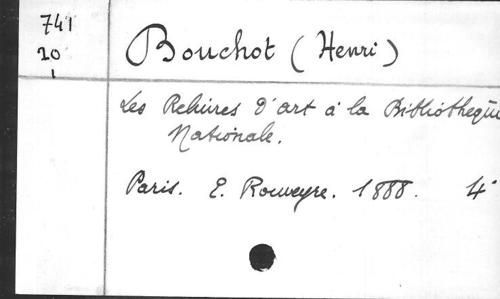 741
20
1
Bouchot (Henri)
Les Reliures d'art à la Bibliothèque
Nationale.
Paris. E. Rouveyre. 1888. 4°